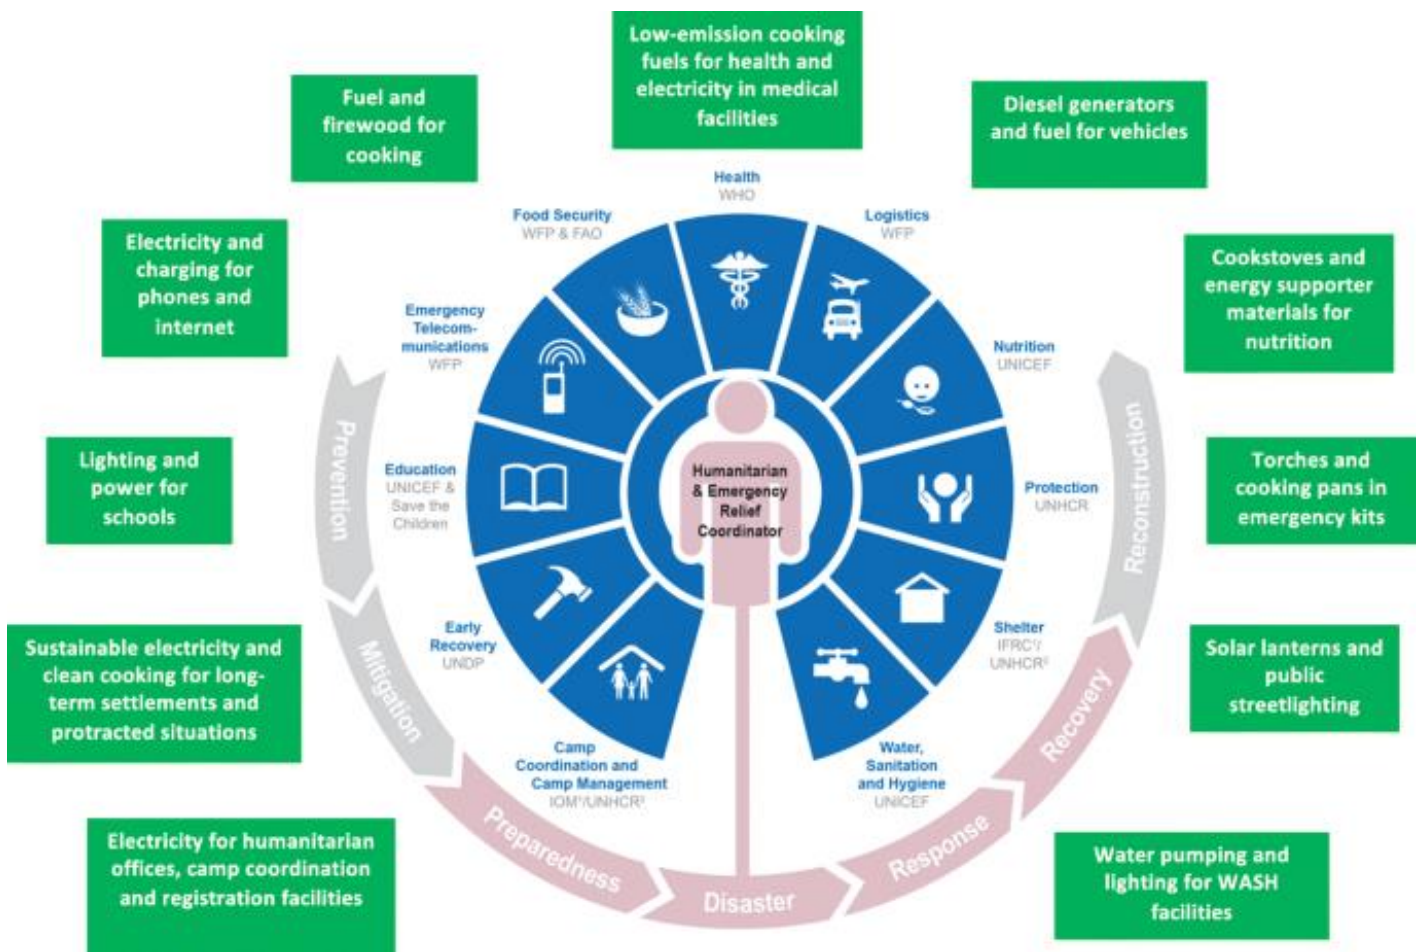 Low-emission cooking
fuels for health and
electricity in medical
facilities
Fuel and
firewood for
cooking
Diesel generators
and fuel for vehicles
Health
WHO
Food Security
WFP & FAO
Logistics
WFP
Electricity and
charging for
phones and
internet
Cookstoves and
energy supporter
materials for
nutrition
Emergency
Telecom-
munications
WFP
Nutrition
UNICEF
Prevention
Reconstruction
Lighting and
power for
schools
Education
UNICEF &
Save the
Children
Humanitarian
& Emergency
Relief
Coordinator
Protection
UNHCR
Torches and
cooking pans in
emergency kits
Sustainable electricity and
clean cooking for long-
term settlements and
protracted situations
Mitigation
Early
Recovery
UNDP
Shelter
IFRC¹/
UNHCR²
Recovery
Solar lanterns and
public
streetlighting
Camp
Coordination and
Camp Management
IOM¹/UNHCR²
Water,
Sanitation
and Hygiene
UNICEF
Preparedness
Disaster
Response
Electricity for humanitarian
offices, camp coordination
and registration facilities
Water pumping and
lighting for WASH
facilities